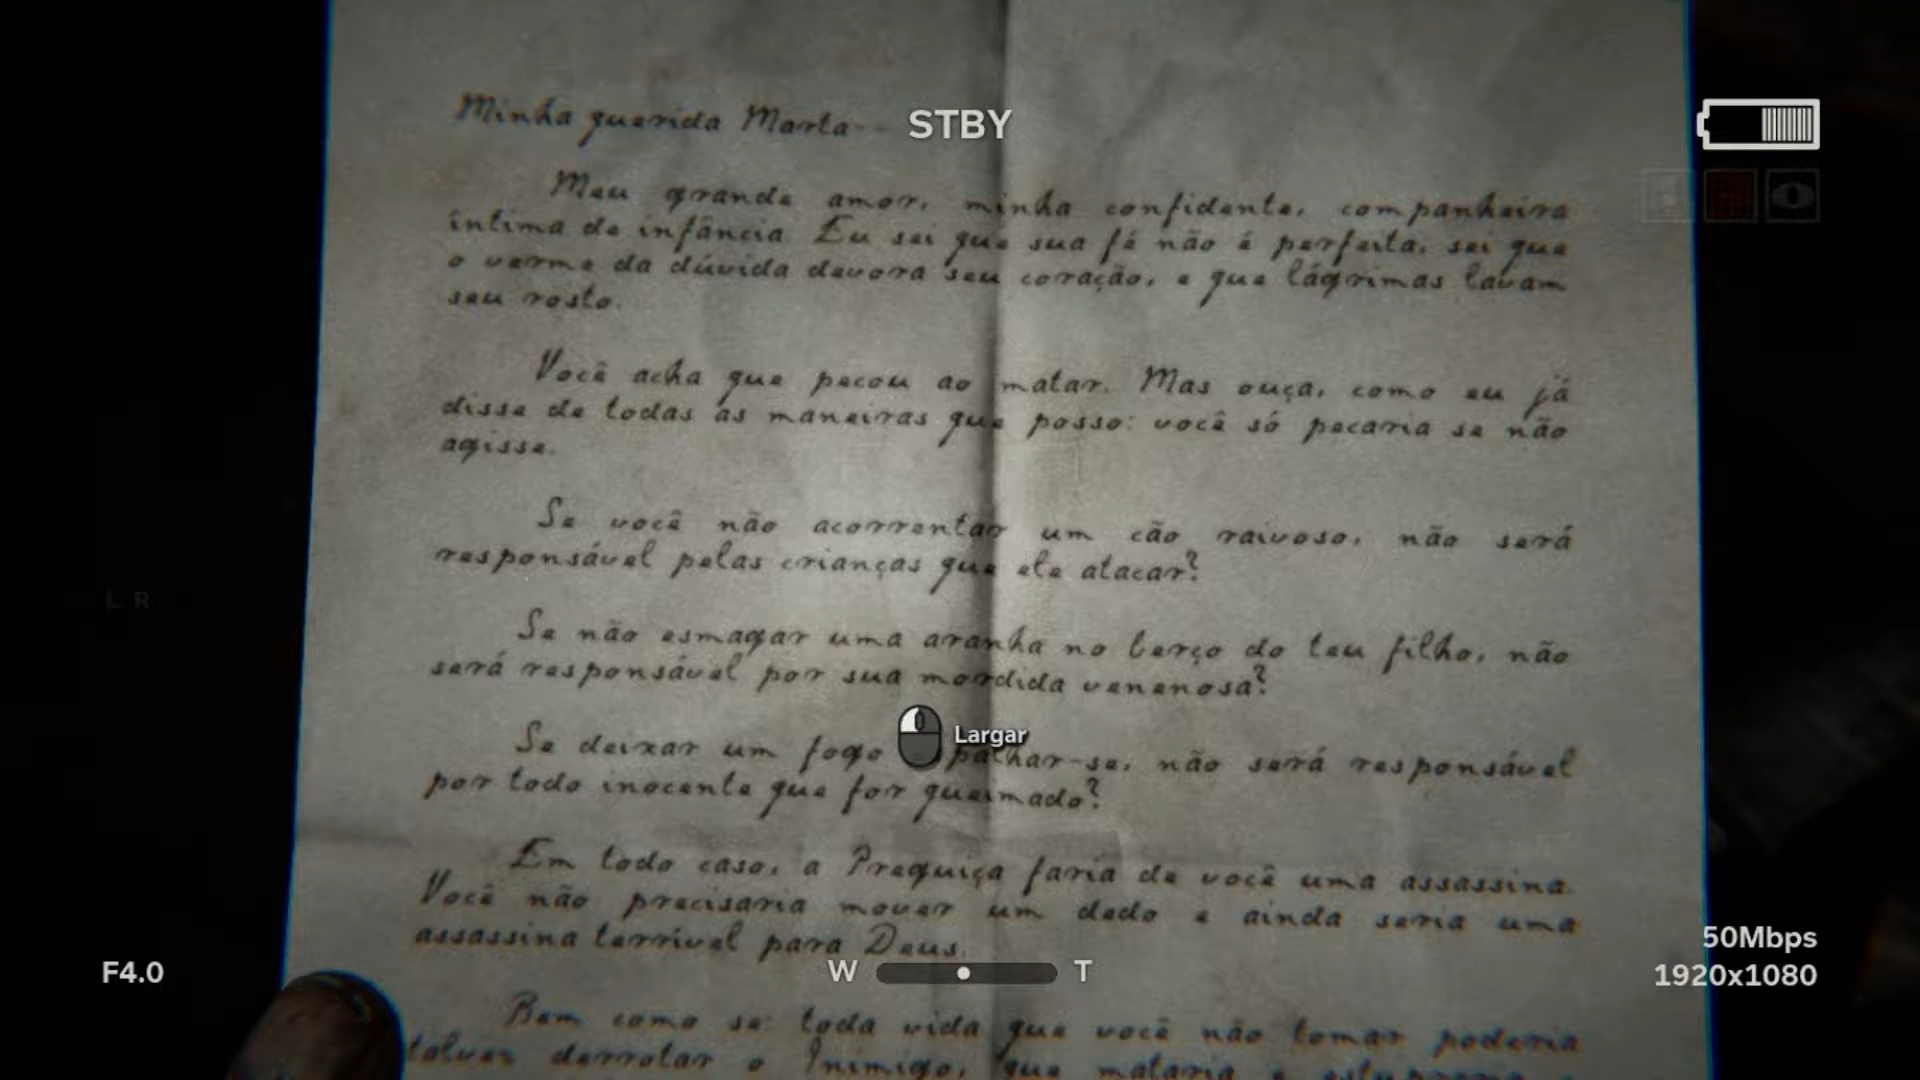 Minha querida Marta--
STBY
Meu grande amor, minha confidente, companheira
íntima de infância. Eu sei que sua fé não é perfeita, sei que
o verme da dúvida devora seu coração, e que lágrimas lavam
seu rosto.
Você acha que pecou ao matar. Mas ouça, como eu já
disse de todas as maneiras que posso: você só pecaria se não
agisse.
Se você não acorrentar um cão raivoso, não será
responsável pelas crianças que ele atacar?
L R
Se não esmagar uma aranha no berço do teu filho, não
será responsável por sua mordida venenosa?
Largar
Se deixar um fogo palhar-se, não será responsável
por todo inocente que for queimado?
Em todo caso, a Preguiça faria de você uma assassina.
Você não precisaria mover um dedo e ainda seria uma
assassina terrível para Deus.
50Mbps
F4.0
W T
1920x1080
Bem como se: toda vida que você não tomar poderia
talvez derrotar o Inimigo, que mataria e